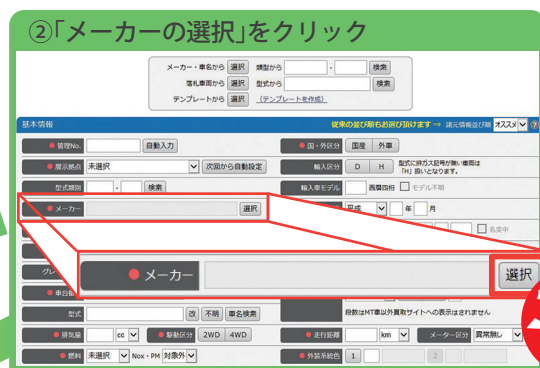 ②「メーカーの選択」をクリック
メーカー・車名から 選択 類型から - 検索
落札車両から 選択 型式から 検索
テンプレートから 選択 (テンプレートを作成)
基本情報 従来の並び順もお選び頂けます⇒ 諸元情報並び順 オススメ ?
管理No. 自動入力 国・外区分 国産 外車
展示拠点 未選択 次回から自動設定 輸入区分 D H 型式に排ガス記号が無い車両は
「H」扱いとなります。
型式類別 - 検索 輸入車モデル 西暦四桁 モデル不明
メーカー 選択 平成 年 月
名変中
メーカー 選択
グレ
車台番
型式 改 不明 車名検索 段数はMT車以外買取サイトへの表示はされません
排気量 cc 駆動区分 2WD 4WD 走行距離 km メーター区分 異常無し
燃料 未選択 Nox・PM 対象外 外装系統色 1 2